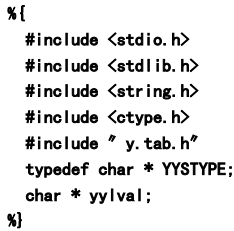 %{
#include <stdio.h>
#include <stdlib.h>
#include <string.h>
#include <ctype.h>
#include ″ y.tab.h″
typedef char * YYSTYPE;
char * yylval;
%}